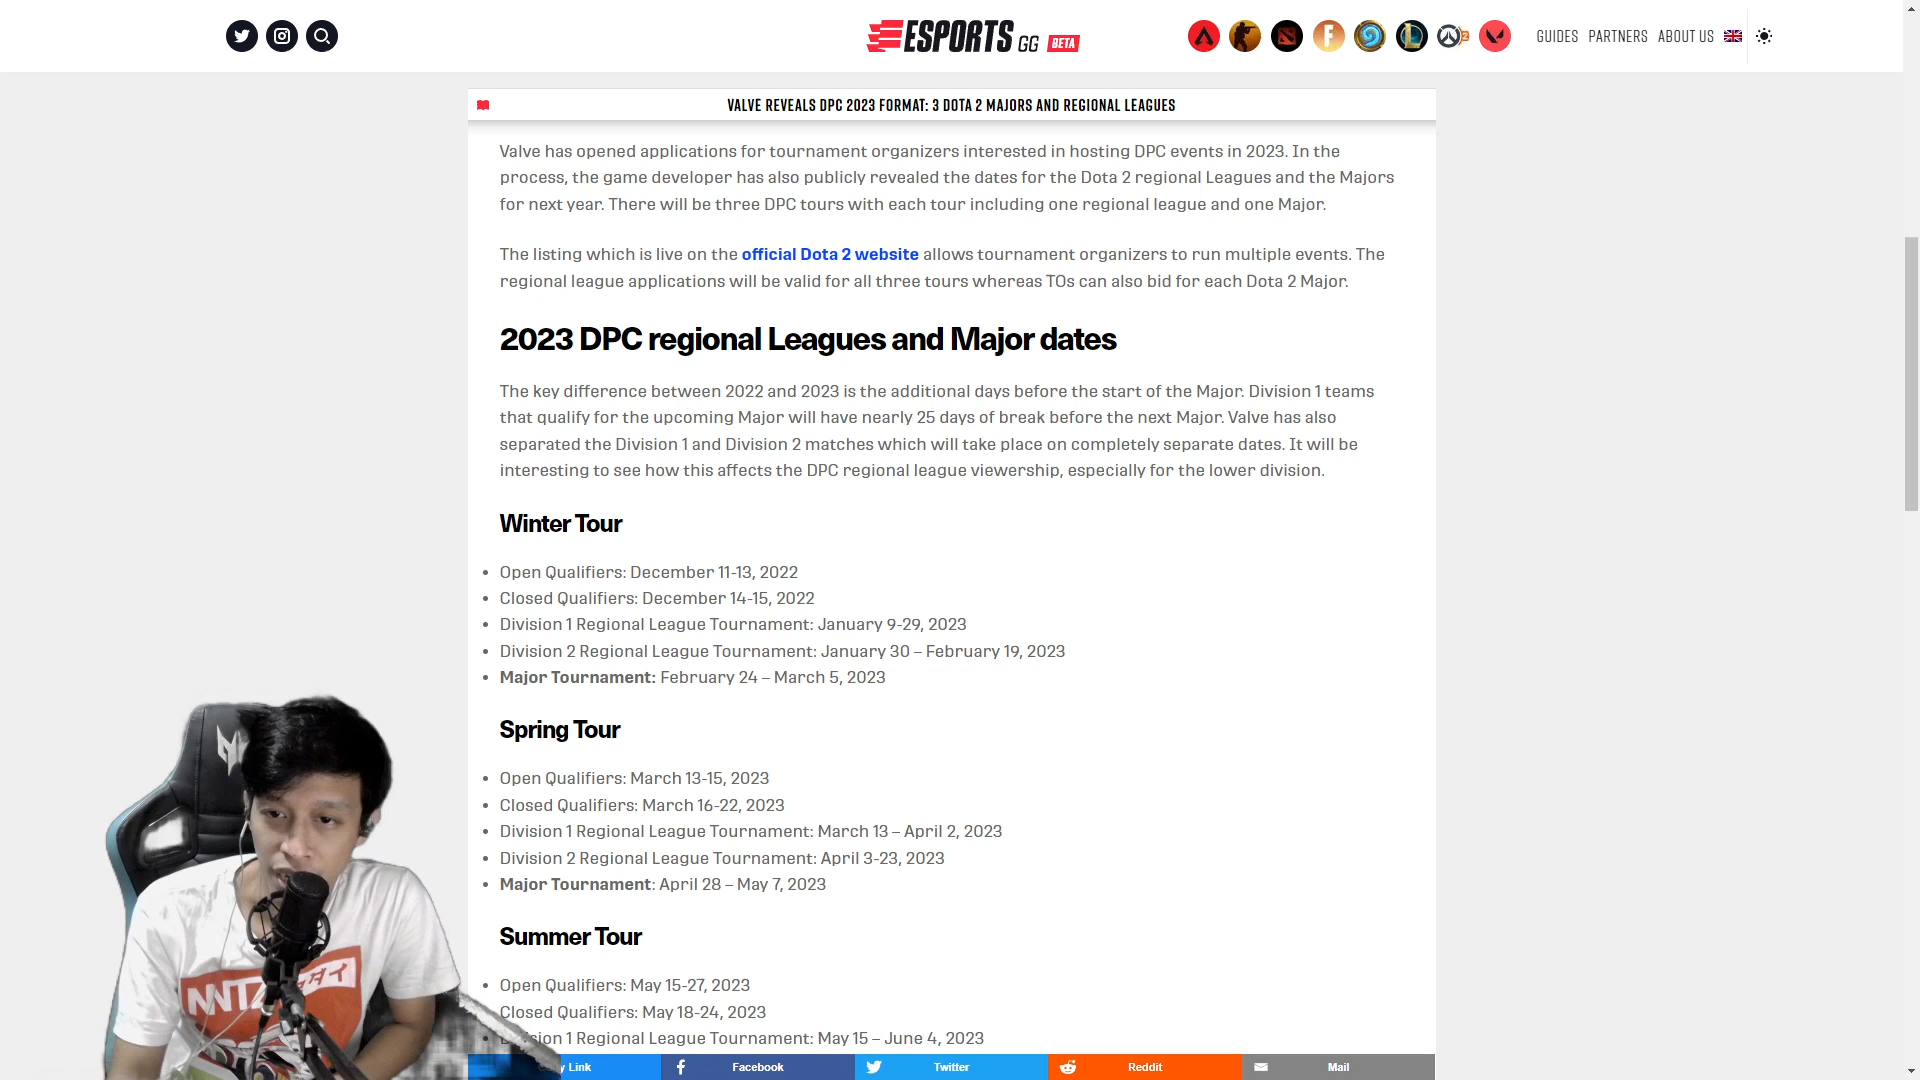 ESPORTS GG BETA
GUIDES PARTNERS ABOUT US
VALVE REVEALS DPC 2023 FORMAT: 3 DOTA 2 MAJORS AND REGIONAL LEAGUES
Valve has opened applications for tournament organizers interested in hosting DPC events in 2023. In the
process, the game developer has also publicly revealed the dates for the Dota 2 regional Leagues and the Majors
for next year. There will be three DPC tours with each tour including one regional league and one Major.
The listing which is live on the official Dota 2 website allows tournament organizers to run multiple events. The
regional league applications will be valid for all three tours whereas TOs can also bid for each Dota 2 Major.
2023 DPC regional Leagues and Major dates
The key difference between 2022 and 2023 is the additional days before the start of the Major. Division 1 teams
that qualify for the upcoming Major will have nearly 25 days of break before the next Major. Valve has also
separated the Division 1 and Division 2 matches which will take place on completely separate dates. It will be
interesting to see how this affects the DPC regional league viewership, especially for the lower division.
Winter Tour
Open Qualifiers: December 11-13, 2022
Closed Qualifiers: December 14-15, 2022
Division 1 Regional League Tournament: January 9-29, 2023
Division 2 Regional League Tournament: January 30 – February 19, 2023
Major Tournament: February 24 – March 5, 2023
Spring Tour
Open Qualifiers: March 13-15, 2023
Closed Qualifiers: March 16-22, 2023
Division 1 Regional League Tournament: March 13 – April 2, 2023
Division 2 Regional League Tournament: April 3-23, 2023
Major Tournament: April 28 – May 7, 2023
Summer Tour
Open Qualifiers: May 15-27, 2023
Closed Qualifiers: May 18-24, 2023
1 Regional League Tournament: May 15 – June 4, 2023
Link Facebook Twitter Reddit Mail